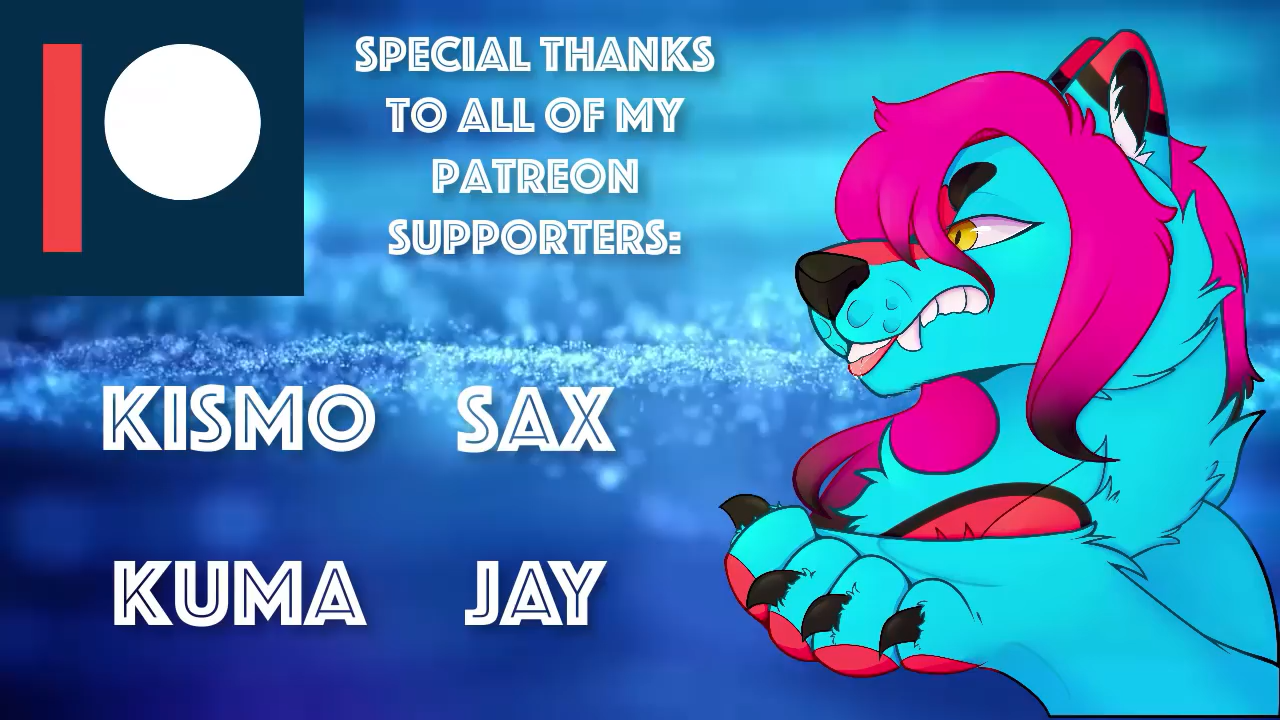 SPECIAL THANKS
TO ALL OF MY
PATREON
SUPPORTERS:
KISMO SAX
KUMA JAY